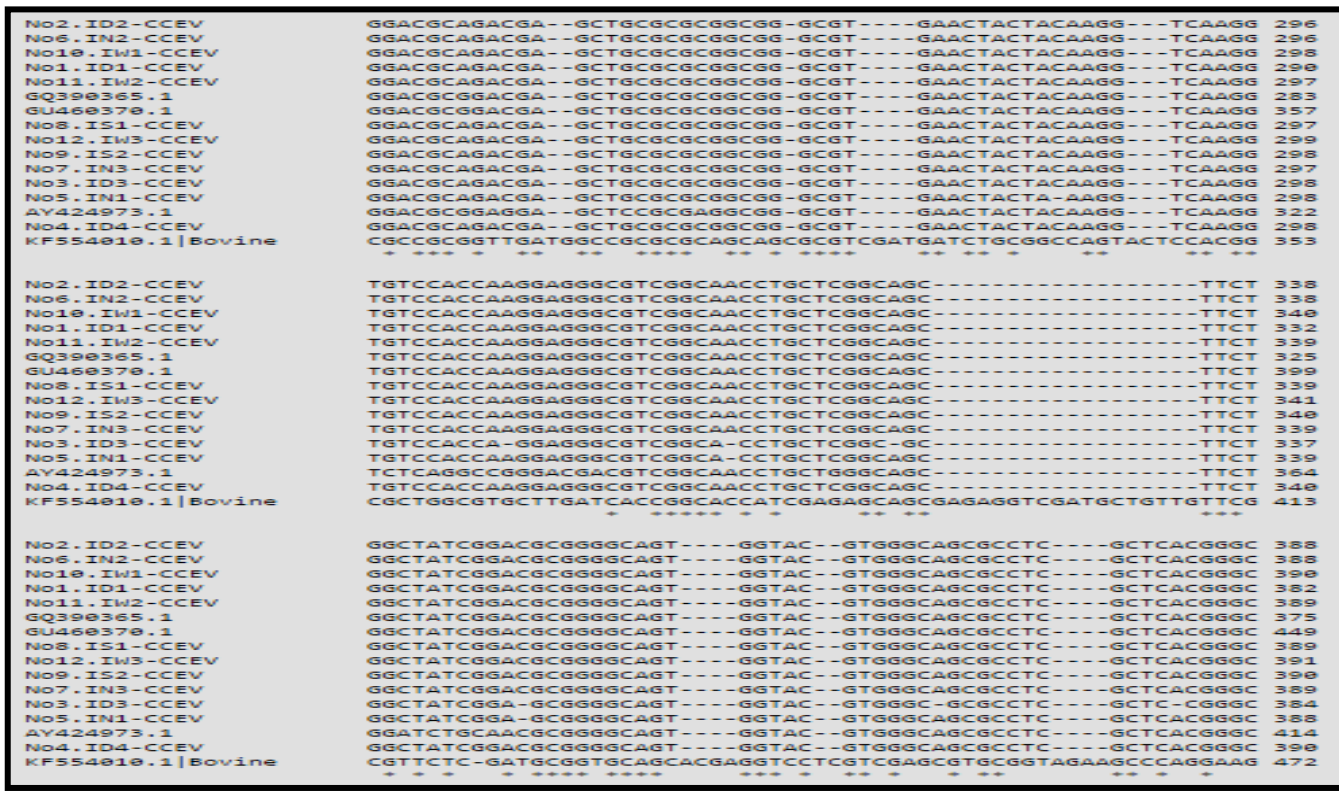 No2.ID2-CCEV GGACGCAGACGA--GCTGCGCGCGGCGG-GCGT----GAACTACTACAAGG---TCAAGG 296
No6.IN2-CCEV GGACGCAGACGA--GCTGCGCGCGGCGG-GCGT----GAACTACTACAAGG---TCAAGG 296
No10.IW1-CCEV GGACGCAGACGA--GCTGCGCGCGGCGG-GCGT----GAACTACTACAAGG---TCAAGG 298
No1.ID1-CCEV GGACGCAGACGA--GCTGCGCGCGGCGG-GCGT----GAACTACTACAAGG---TCAAGG 290
No11.IW2-CCEV GGACGCAGACGA--GCTGCGCGCGGCGG-GCGT----GAACTACTACAAGG---TCAAGG 297
GQ390365.1 GGACGCGGACGA--GCTGCGCGCGGCGG-GCGT----GAACTACTACAAGG---TCAAGG 283
GU460370.1 GGACGCGGACGA--GCTGCGCGCGGCGG-GCGT----GAACTACTACAAGG---TCAAGG 357
No8.IS1-CCEV GGACGCAGACGA--GCTGCGCGCGGCGG-GCGT----GAACTACTACAAGG---TCAAGG 297
No12.IW3-CCEV GGACGCAGACGA--GCTGCGCGCGGCGG-GCGT----GAACTACTACAAGG---TCAAGG 299
No9.IS2-CCEV GGACGCAGACGA--GCTGCGCGCGGCGG-GCGT----GAACTACTACAAGG---TCAAGG 298
No7.IN3-CCEV GGACGCAGACGA--GCTGCGCGCGGCGG-GCGT----GAACTACTACAAGG---TCAAGG 297
No3.ID3-CCEV GGACGCAGACGA--GCTGCGCGCGGCGG-GCGT----GAACTACTACAAGG---TCAAGG 298
No5.IN1-CCEV GGACGCAGACGA--GCTGCGCGCGGCGG-GCGT----GAACTACTA-AAGG---TCAAGG 298
AY424973.1 GGACGCGGAGGA--GCTCCGCGAGGCGG-GCGT----GAACTACTACAAGG---TCAAGG 322
No4.ID4-CCEV GGACGCAGACGA--GCTGCGCGCGGCGG-GCGT----GAACTACTACAAGG---TCAAGG 298
KF554010.1|Bovine CGCCGCGGTTGATGGCCGCGCGCAGCAGCGCGTCGATGATCTGCGGCCAGTACTCCACGG 353
* *** * ** ** **** ** * **** ** ** * ** ** **
No2.ID2-CCEV TGTCCACCAAGGAGGGCGTCGGCAACCTGCTCGGCAGC------------------TTCT 338
No6.IN2-CCEV TGTCCACCAAGGAGGGCGTCGGCAACCTGCTCGGCAGC------------------TTCT 338
No10.IW1-CCEV TGTCCACCAAGGAGGGCGTCGGCAACCTGCTCGGCAGC------------------TTCT 340
No1.ID1-CCEV TGTCCACCAAGGAGGGCGTCGGCAACCTGCTCGGCAGC------------------TTCT 332
No11.IW2-CCEV TGTCCACCAAGGAGGGCGTCGGCAACCTGCTCGGCAGC------------------TTCT 339
GQ390365.1 TGTCCACCAAGGAGGGCGTCGGCAACCTGCTCGGCAGC------------------TTCT 325
GU460370.1 TGTCCACCAAGGAGGGCGTCGGCAACCTGCTCGGCAGC------------------TTCT 399
No8.IS1-CCEV TGTCCACCAAGGAGGGCGTCGGCAACCTGCTCGGCAGC------------------TTCT 339
No12.IW3-CCEV TGTCCACCAAGGAGGGCGTCGGCAACCTGCTCGGCAGC------------------TTCT 341
No9.IS2-CCEV TGTCCACCAAGGAGGGCGTCGGCAACCTGCTCGGCAGC------------------TTCT 340
No7.IN3-CCEV TGTCCACCAAGGAGGGCGTCGGCAACCTGCTCGGCAGC------------------TTCT 339
No3.ID3-CCEV TGTCCACCA-GGAGGGCGTCGGCA-CCTGCTCGGC-GC------------------TTCT 337
No5.IN1-CCEV TGTCCACCAAGGAGGGCGTCGGCA-CCTGCTCGGCAGC------------------TTCT 339
AY424973.1 TCTCAGGCCGGGACGACGTCGGCAACCTGCTGGGCAGC------------------TTCT 364
No4.ID4-CCEV TGTCCACCAAGGAGGGCGTCGGCAACCTGCTCGGCAGC------------------TTCT 340
KF554010.1|Bovine CGCTGGCGTGCTTGATCACCGGCACCATCGAGAGCAGCGAGAGGTCGATGCTGTTGTTCG 413
* ***** * * ** ** ***
No2.ID2-CCEV GGCTATCGGACGCGGGGCAGT----GGTAC--GTGGGCAGCGCCTC----GCTCACGGGC 388
No6.IN2-CCEV GGCTATCGGACGCGGGGCAGT----GGTAC--GTGGGCAGCGCCTC----GCTCACGGGC 388
No10.IW1-CCEV GGCTATCGGACGCGGGGCAGT----GGTAC--GTGGGCAGCGCCTC----GCTCACGGGC 390
No1.ID1-CCEV GGCTATCGGACGCGGGGCAGT----GGTAC--GTGGGCAGCGCCTC----GCTCACGGGC 382
No11.IW2-CCEV GGCTATCGGACGCGGGGCAGT----GGTAC--GTGGGCAGCGCCTC----GCTCACGGGC 389
GQ390365.1 GGCTATCGGACGCGGGGCAGT----GGTAC--GTGGGCAGCGCCTC----GCTCACGGGC 375
GU460370.1 GGCTATCGGACGCGGGGCAGT----GGTAC--GTGGGCAGCGCCTC----GCTCACGGGC 449
No8.IS1-CCEV GGCTATCGGACGCGGGGCAGT----GGTAC--GTGGGCAGCGCCTC----GCTCACGGGC 389
No12.IW3-CCEV GGCTATCGGACGCGGGGCAGT----GGTAC--GTGGGCAGCGCCTC----GCTCACGGGC 391
No9.IS2-CCEV GGCTATCGGACGCGGGGCAGT----GGTAC--GTGGGCAGCGCCTC----GCTCACGGGC 390
No7.IN3-CCEV GGCTATCGGACGCGGGGCAGT----GGTAC--GTGGGCAGCGCCTC----GCTCACGGGC 389
No3.ID3-CCEV GGCTATCGGA-GCGGGGCAGT----GGTAC--GTGGGC-GCGCCTC----GCTC-CGGGC 384
No5.IN1-CCEV GGCTATCGGACGCGGGGCAGT----GGTAC--GTGGGCAGCGCCTC----GCTCACGGGC 388
AY424973.1 GGATCTGCAACGCGGGGCAGT----GGTAC--GTGGGCAGCGCCTC----GCTCACGGGC 414
No4.ID4-CCEV GGCTATCGGACGCGGGGCAGT----GGTAC--GTGGGCAGCGCCTC----GCTCACGGGC 390
KF554010.1|Bovine CGTTCTC-GATGCGGTGCAGCACGAGGTCCTCGTCGAGCGTGCGGTAGAAGCCCAGGAAG 472
* * * * **** **** *** * ** * * ** ** * *